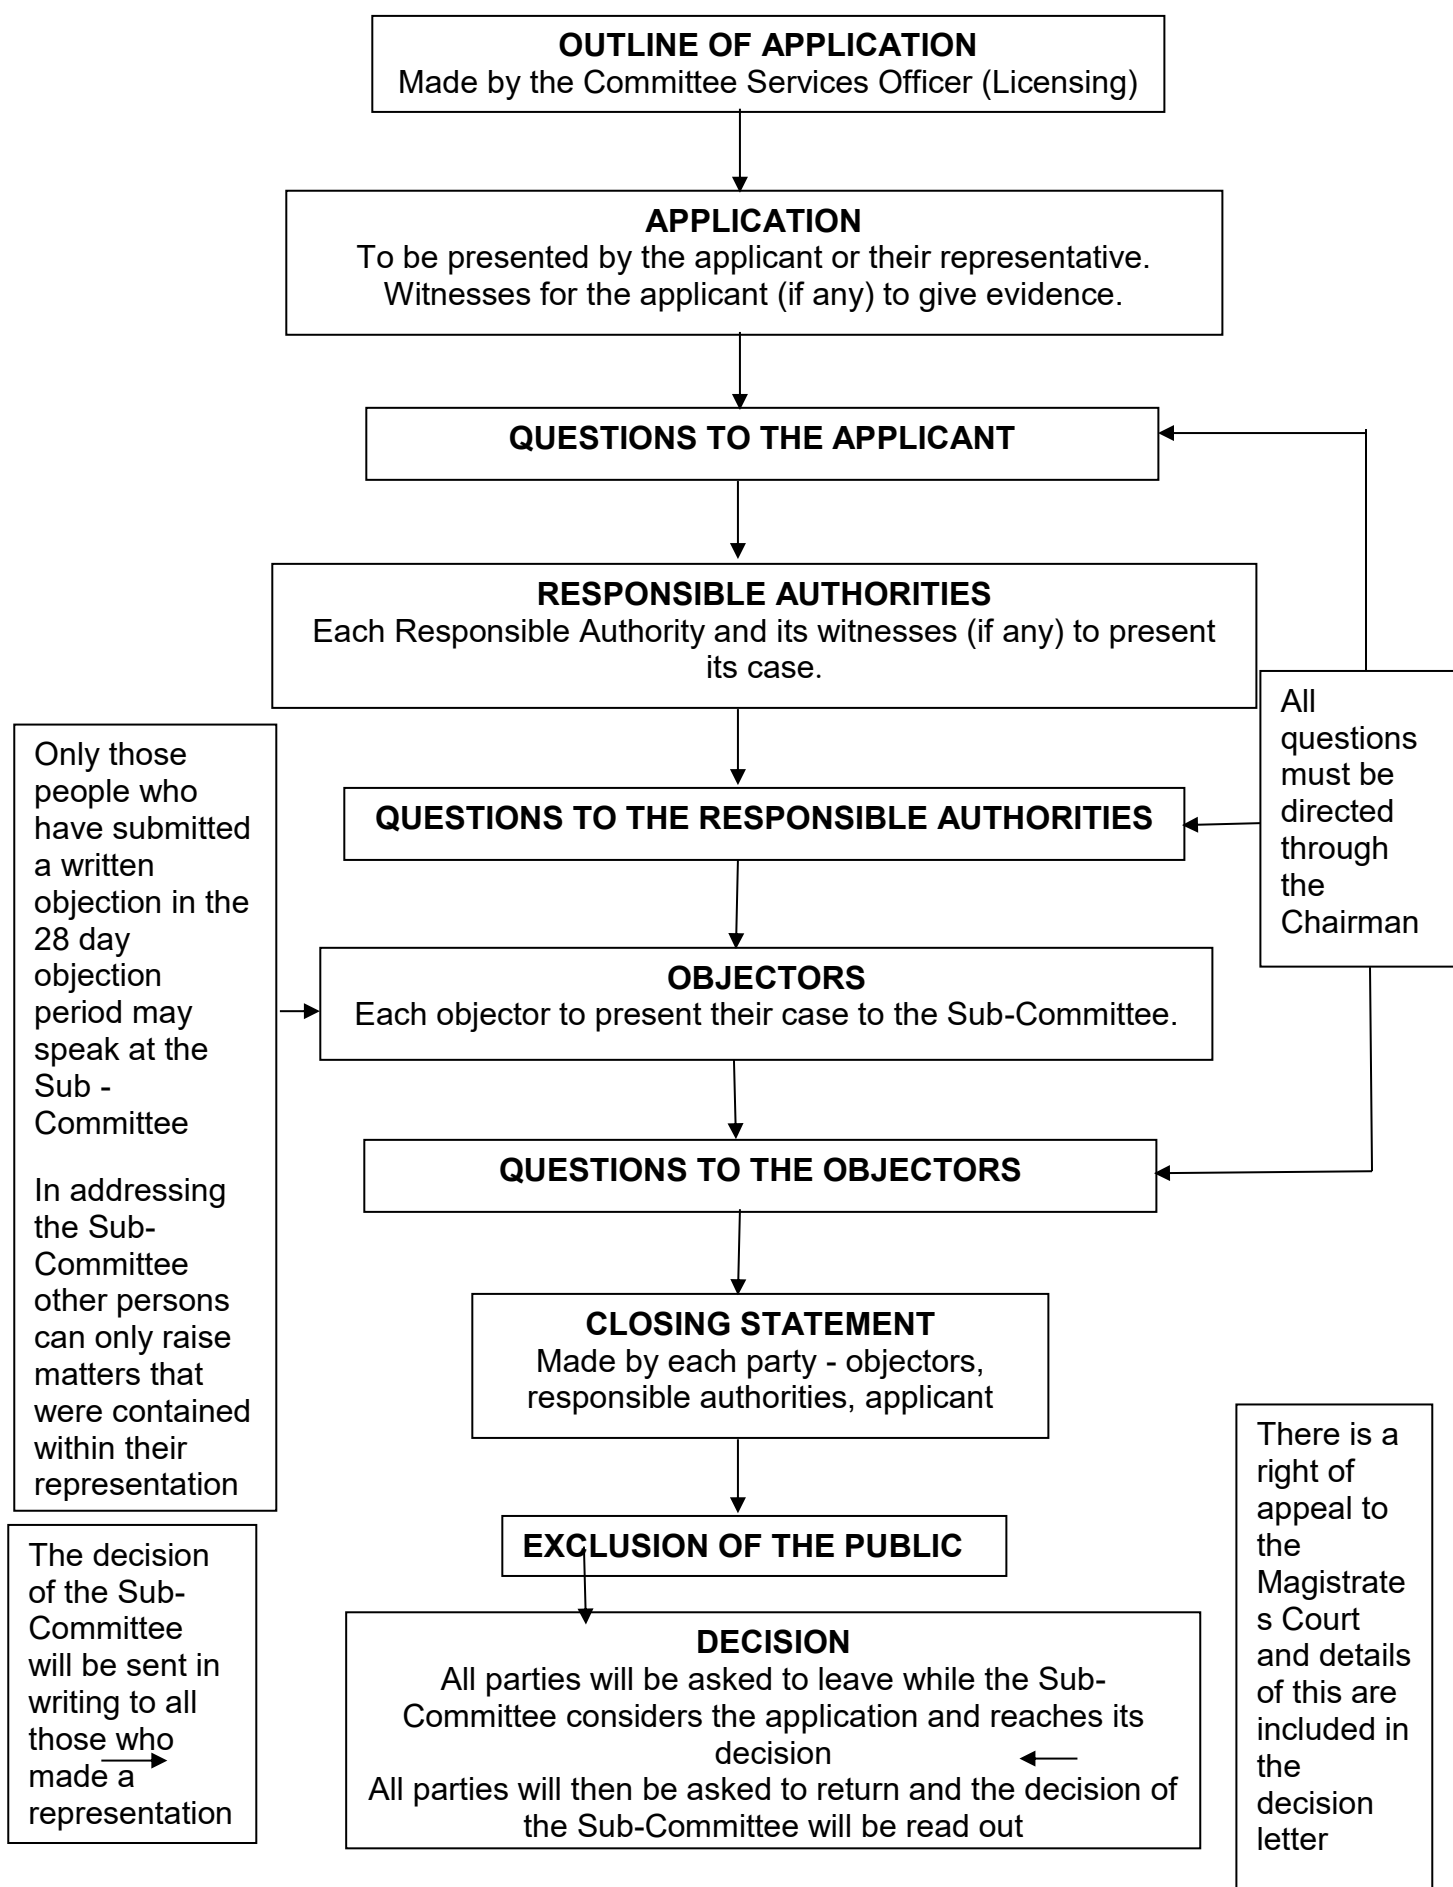 OUTLINE OF APPLICATION
Made by the Committee Services Officer (Licensing)
APPLICATION
To be presented by the applicant or their representative.
Witnesses for the applicant (if any) to give evidence.
QUESTIONS TO THE APPLICANT
RESPONSIBLE AUTHORITIES
Each Responsible Authority and its witnesses (if any) to present
its case.
All
questions
must be
directed
through
the
Chairman
Only those
people who
have submitted
a written
objection in the
28 day
objection
period may
speak at the
Sub -
Committee
In addressing
the Sub-
Committee
other persons
can only raise
matters that
were contained
within their
representation
QUESTIONS TO THE RESPONSIBLE AUTHORITIES
OBJECTORS
Each objector to present their case to the Sub-Committee.
QUESTIONS TO THE OBJECTORS
CLOSING STATEMENT
Made by each party - objectors,
responsible authorities, applicant
EXCLUSION OF THE PUBLIC
The decision
of the Sub-
Committee
will be sent in
writing to all
those who
made a
representation
DECISION
All parties will be asked to leave while the Sub-
Committee considers the application and reaches its
decision
All parties will then be asked to return and the decision of
the Sub-Committee will be read out
There is a
right of
appeal to
the
Magistrate
s Court
and details
of this are
included in
the
decision
letter